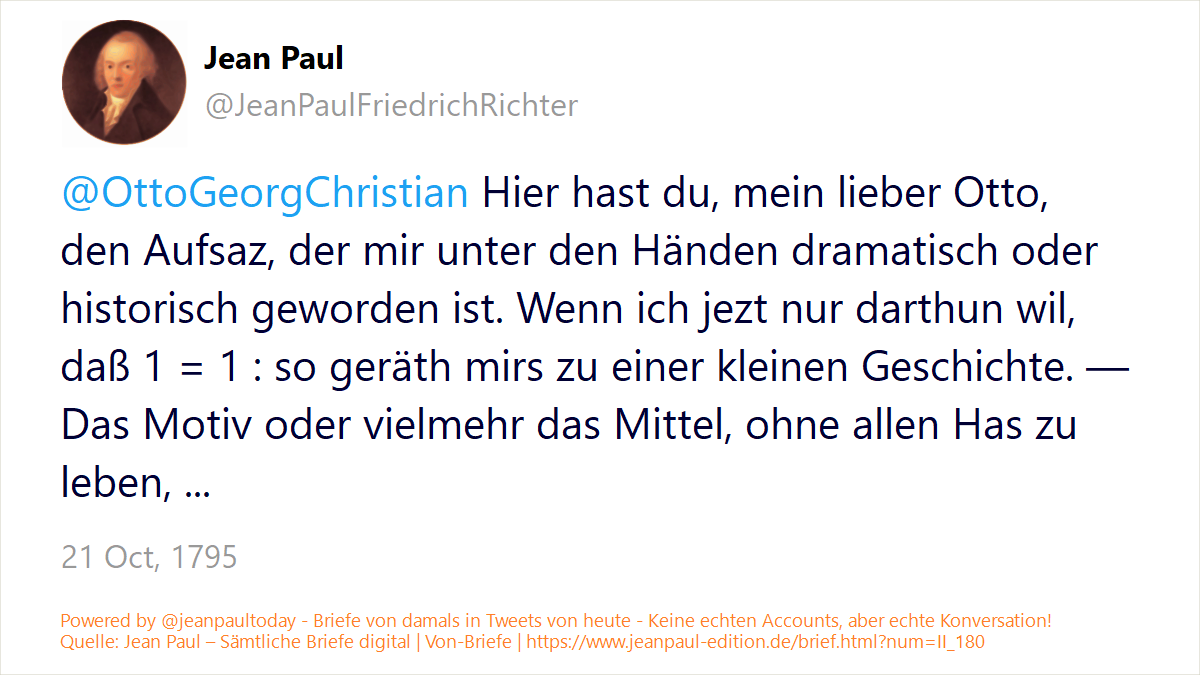 Jean Paul
@JeanPaulFriedrichRichter
@OttoGeorgChristian Hier hast du, mein lieber Otto,
den Aufsaz, der mir unter den Händen dramatisch oder
historisch geworden ist. Wenn ich jezt nur darthun wil,
daß 1 = 1 : so geräth mirs zu einer kleinen Geschichte. —
Das Motiv oder vielmehr das Mittel, ohne allen Has zu
leben, ...
21 Oct, 1795
Powered by @jeanpaultoday - Briefe von damals in Tweets von heute - Keine echten Accounts, aber echte Konversation!
Quelle: Jean Paul – Sämtliche Briefe digital | Von-Briefe | https://www.jeanpaul-edition.de/brief.html?num=II_180